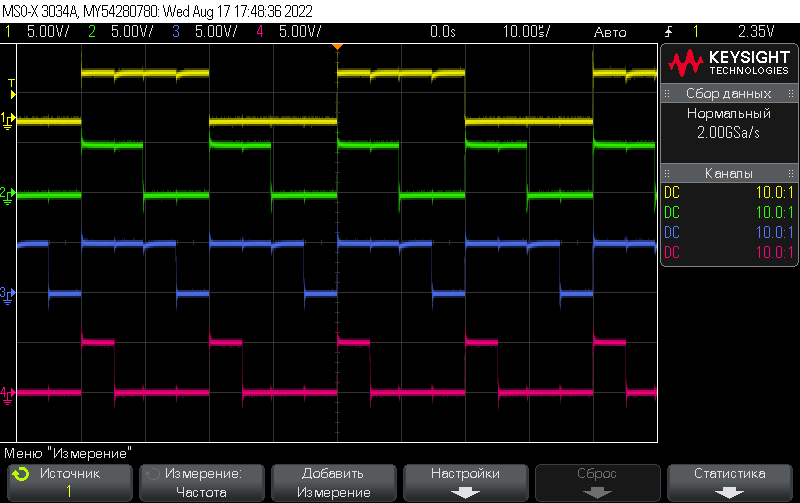 MSO-X 3034A, MY54280780: Wed Aug 17 17:48:36 2022
1 5.00V/ 2 5.00V/ 3 5.00V/ 4 5.00V/ 0.0s 10.00㎲/ Авто 1 2.35V
KEYSIGHT
TECHNOLOGIES
Сбор данных
Нормальный
2.00GSa/s
Каналы
DC 10.0:1
DC 10.0:1
DC 10.0:1
DC 10.0:1
T
1
2
3
4
Меню "Измерение"
Источник
1
Измерение:
Частота
Добавить
Измерение
Настройки
Сброс
Статистика